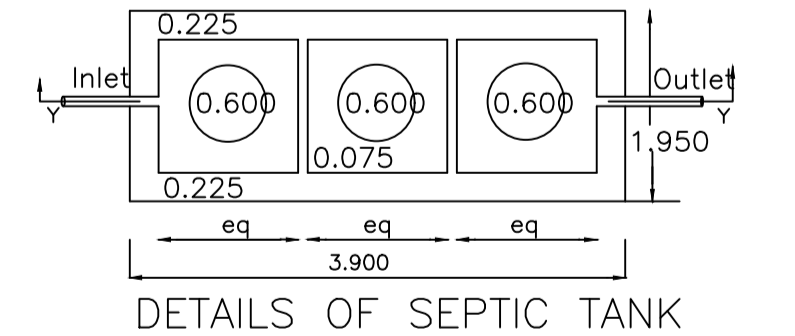 0.225
Inlet
Outlet
0.600 0.600 0.600
Y Y
1.950
0.075
0.225
eq eq eq
3.900
DETAILS OF SEPTIC TANK